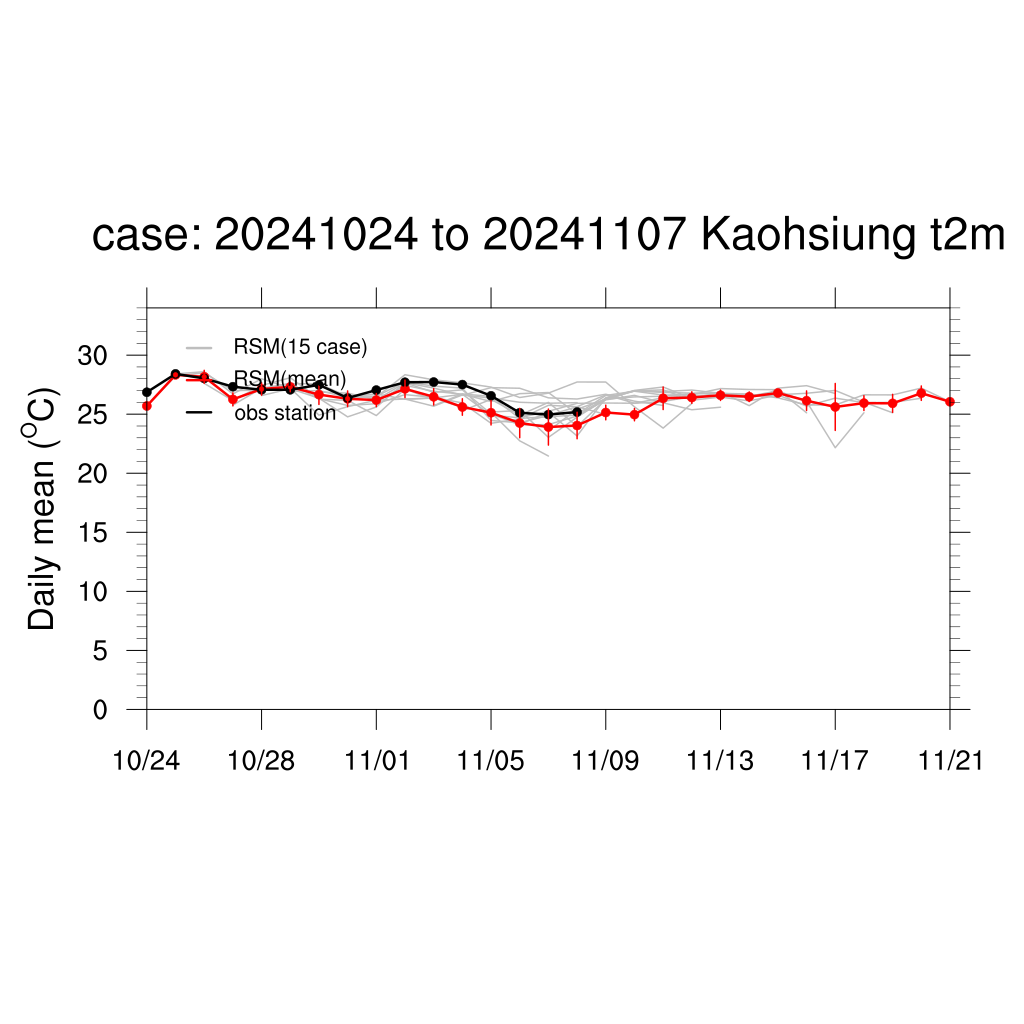 case: 20241024 to 20241107 Kaohsiung t2m
Daily mean (°C)
RSM(15 case)
RSM(mean)
obs station
30
25
20
15
10
5
0
10/24 10/28 11/01 11/05 11/09 11/13 11/17 11/21